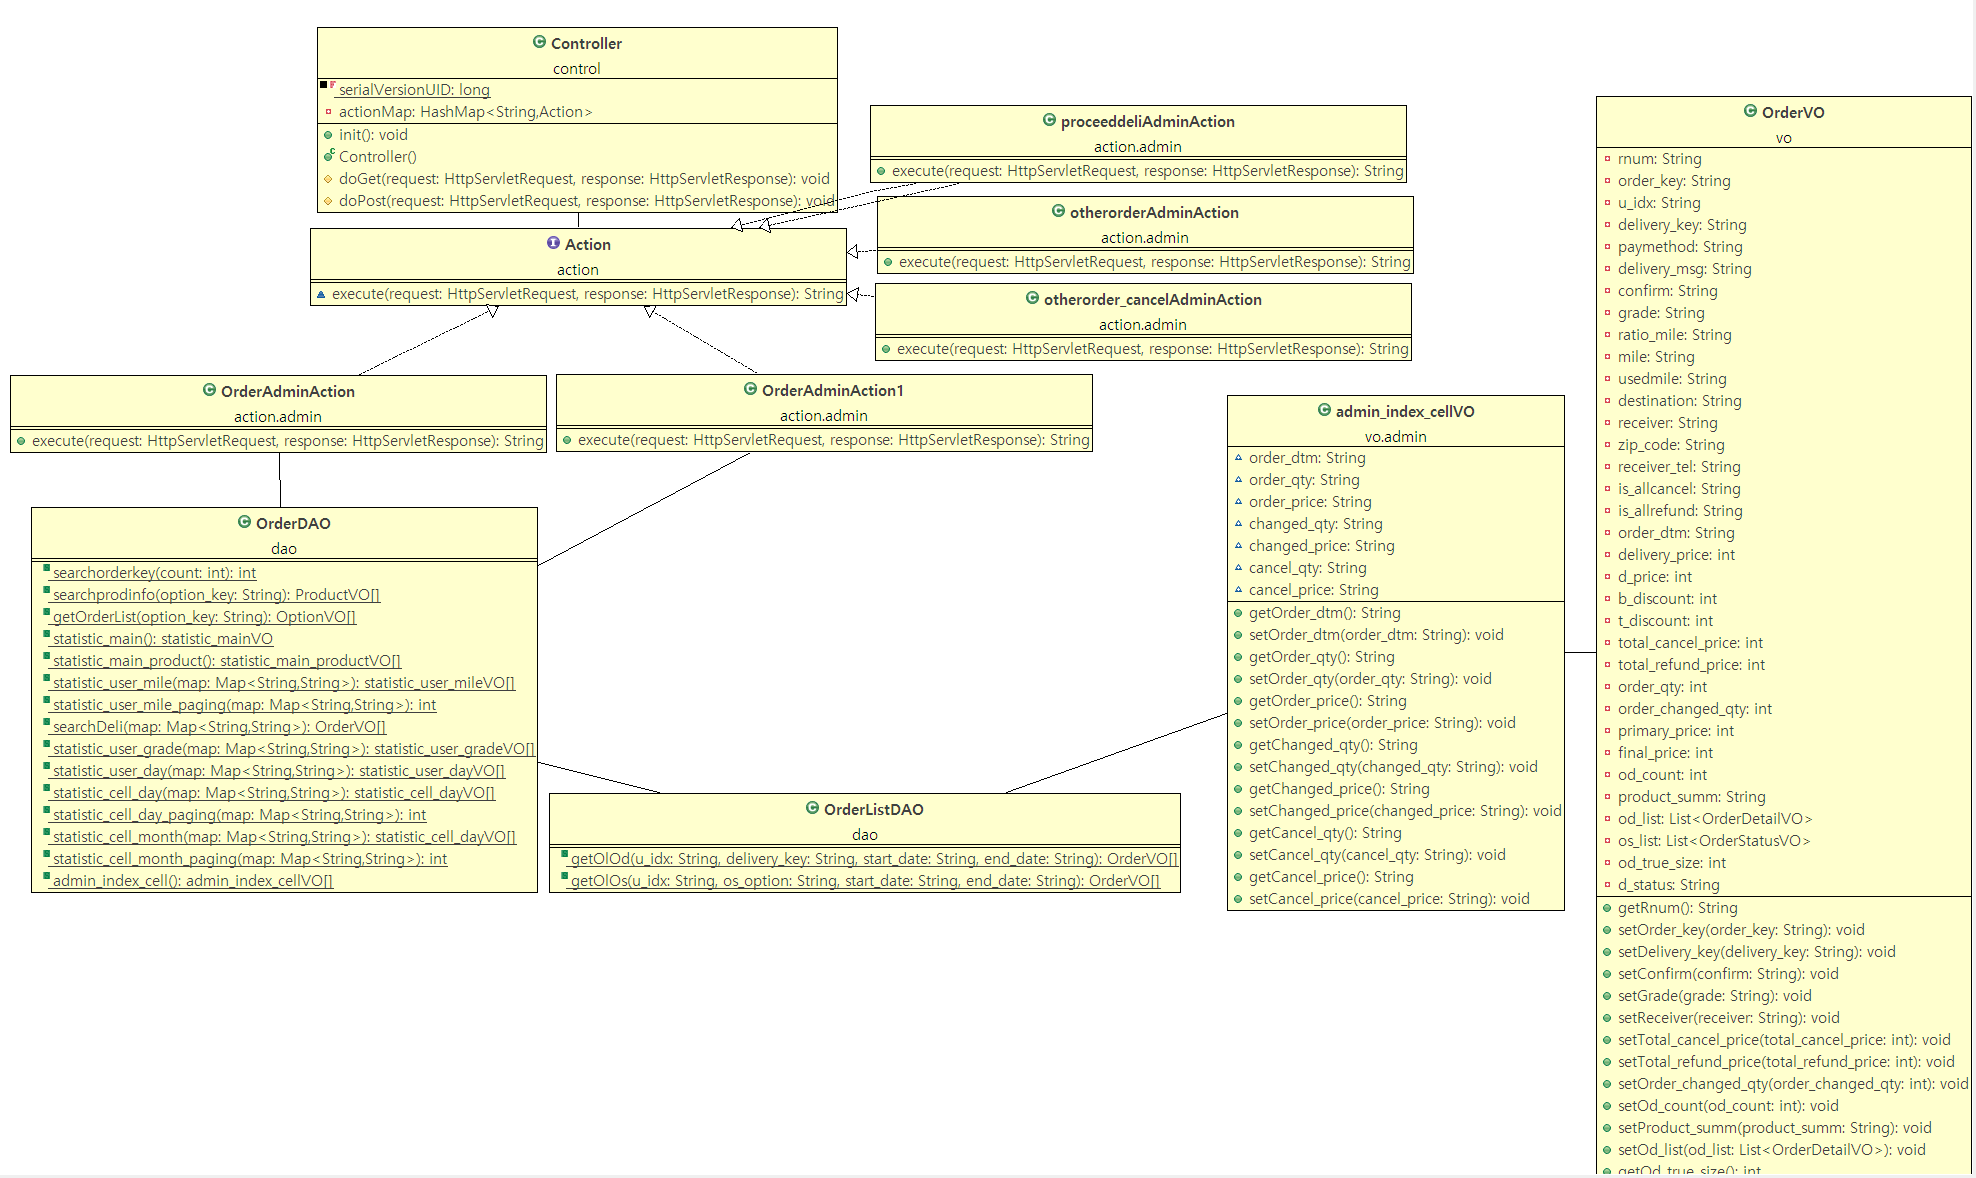 Controller
control
serialVersionUID: long
actionMap: HashMap<String,Action>
init(): void
Controller()
doGet(request: HttpServletRequest, response: HttpServletResponse): void
doPost(request: HttpServletRequest, response: HttpServletResponse): void
Action
action
execute(request: HttpServletRequest, response: HttpServletResponse): String
proceeddeliAdminAction
action.admin
execute(request: HttpServletRequest, response: HttpServletResponse): String
otherorderAdminAction
action.admin
execute(request: HttpServletRequest, response: HttpServletResponse): String
otherorder_cancelAdminAction
action.admin
execute(request: HttpServletRequest, response: HttpServletResponse): String
OrderAdminAction
action.admin
execute(request: HttpServletRequest, response: HttpServletResponse): String
OrderAdminAction1
action.admin
execute(request: HttpServletRequest, response: HttpServletResponse): String
OrderDAO
dao
searchorderkey(count: int): int
searchprodinfo(option_key: String): ProductVO[]
getOrderList(option_key: String): OptionVO[]
statistic_main(): statistic_mainVO
statistic_main_product(): statistic_main_productVO[]
statistic_user_mile(map: Map<String,String>): statistic_user_mileVO[]
statistic_user_mile_paging(map: Map<String,String>): int
searchDeli(map: Map<String,String>): OrderVO[]
statistic_user_grade(map: Map<String,String>): statistic_user_gradeVO[]
statistic_user_day(map: Map<String,String>): statistic_user_dayVO[]
statistic_cell_day(map: Map<String,String>): statistic_cell_dayVO[]
statistic_cell_day_paging(map: Map<String,String>): int
statistic_cell_month(map: Map<String,String>): statistic_cell_dayVO[]
statistic_cell_month_paging(map: Map<String,String>): int
admin_index_cell(): admin_index_cellVO[]
OrderListDAO
dao
getOlOd(u_idx: String, delivery_key: String, start_date: String, end_date: String): OrderVO[]
getOlOs(u_idx: String, os_option: String, start_date: String, end_date: String): OrderVO[]
admin_index_cellVO
vo.admin
order_dtm: String
order_qty: String
order_price: String
changed_qty: String
changed_price: String
cancel_qty: String
cancel_price: String
getOrder_dtm(): String
setOrder_dtm(order_dtm: String): void
getOrder_qty(): String
setOrder_qty(order_qty: String): void
getOrder_price(): String
setOrder_price(order_price: String): void
getChanged_qty(): String
setChanged_qty(changed_qty: String): void
getChanged_price(): String
setChanged_price(changed_price: String): void
getCancel_qty(): String
setCancel_qty(cancel_qty: String): void
getCancel_price(): String
setCancel_price(cancel_price: String): void
OrderVO
vo
rnum: String
order_key: String
u_idx: String
delivery_key: String
paymethod: String
delivery_msg: String
confirm: String
grade: String
ratio_mile: String
mile: String
usedmile: String
destination: String
receiver: String
zip_code: String
receiver_tel: String
is_allcancel: String
is_allrefund: String
order_dtm: String
delivery_price: int
d_price: int
b_discount: int
t_discount: int
total_cancel_price: int
total_refund_price: int
order_qty: int
order_changed_qty: int
primary_price: int
final_price: int
od_count: int
product_summ: String
od_list: List<OrderDetailVO>
os_list: List<OrderStatusVO>
od_true_size: int
d_status: String
getRnum(): String
setOrder_key(order_key: String): void
setDelivery_key(delivery_key: String): void
setConfirm(confirm: String): void
setGrade(grade: String): void
setReceiver(receiver: String): void
setTotal_cancel_price(total_cancel_price: int): void
setTotal_refund_price(total_refund_price: int): void
setOrder_changed_qty(order_changed_qty: int): void
setOd_count(od_count: int): void
setProduct_summ(product_summ: String): void
setOd_list(od_list: List<OrderDetailVO>): void
getOd_true_size(): int